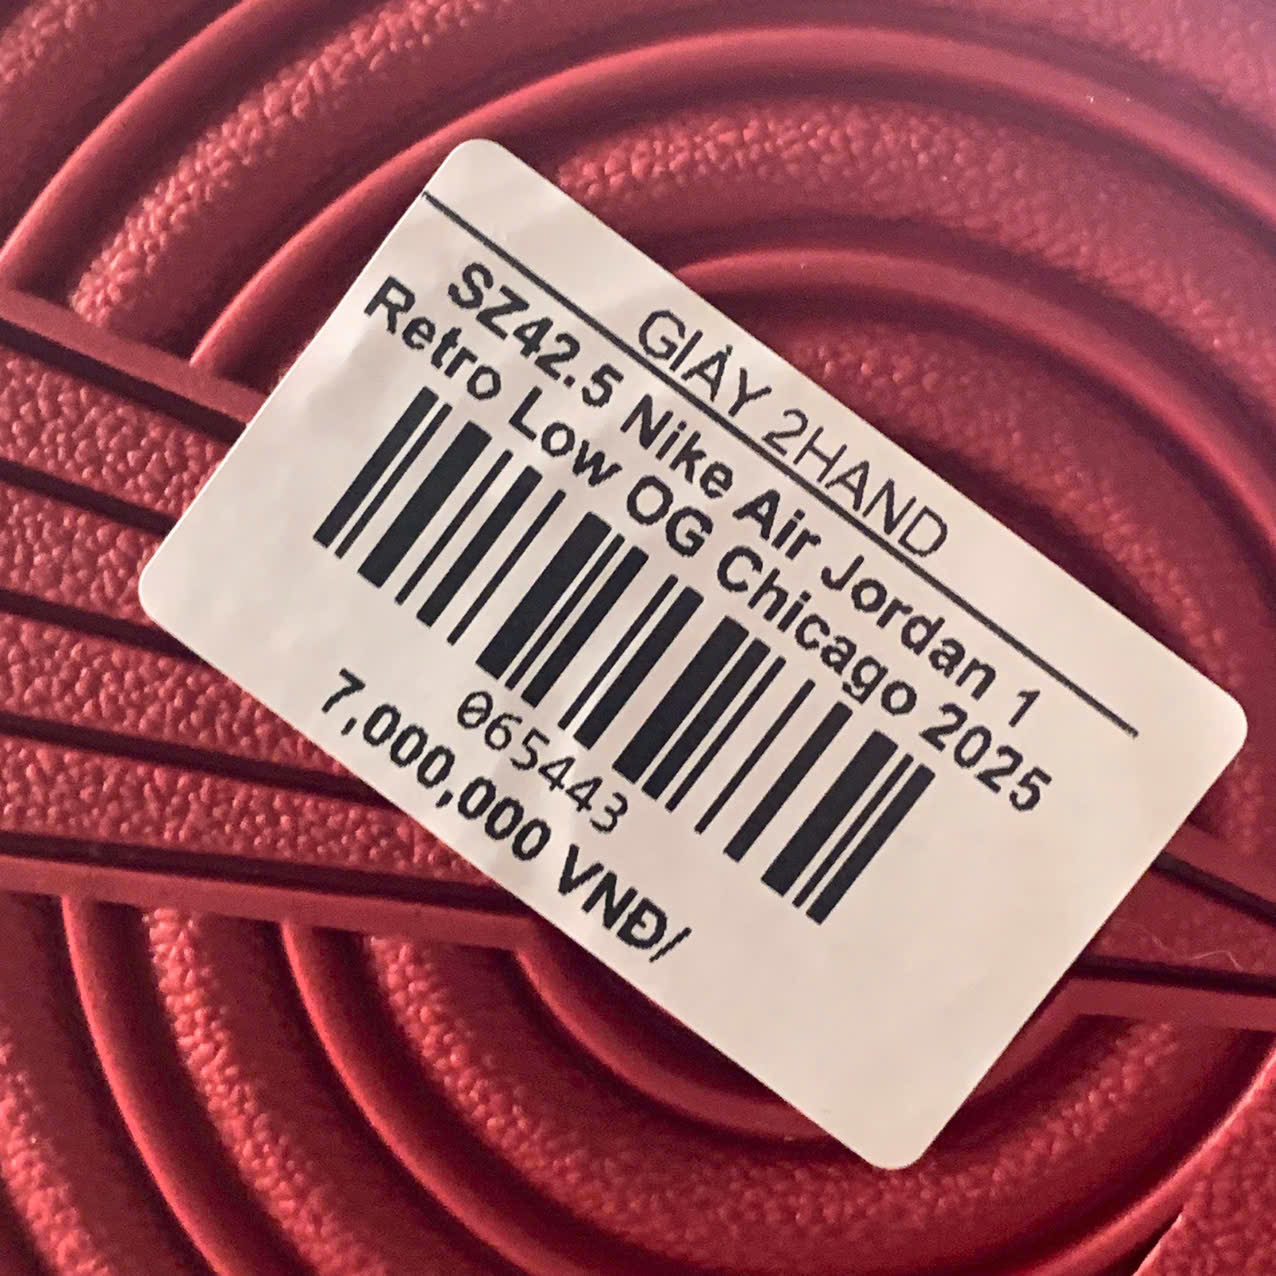 GIÀY 2HAND
SZ42.5 Nike Air Jordan 1
Retro Low OG Chicago 2025
065443
7,000,000 VNĐ/